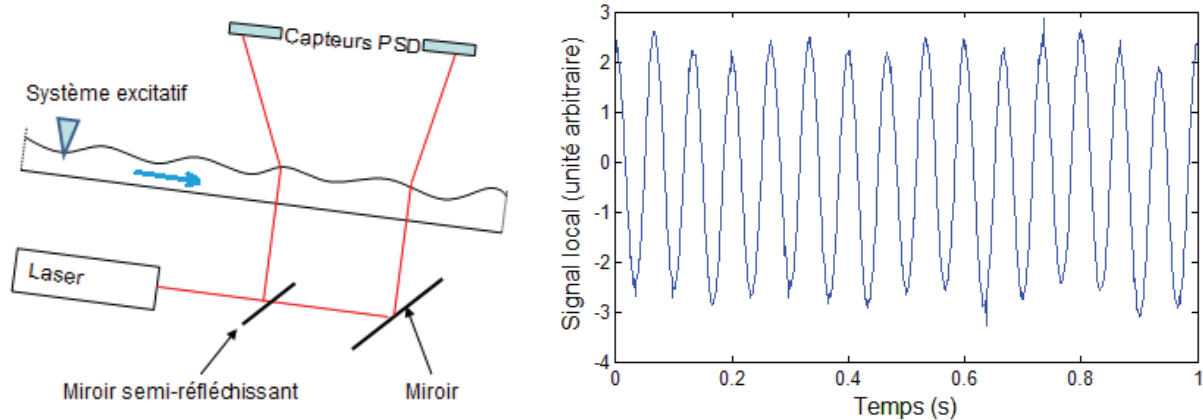 Capteurs PSD
Système excitatif
Laser
Miroir semi-réfléchissant
Miroir
Signal local (unité arbitraire)
3
2
1
0
-1
-2
-3
-4
0
0.2
0.4
0.6
0.8
1
Temps (s)